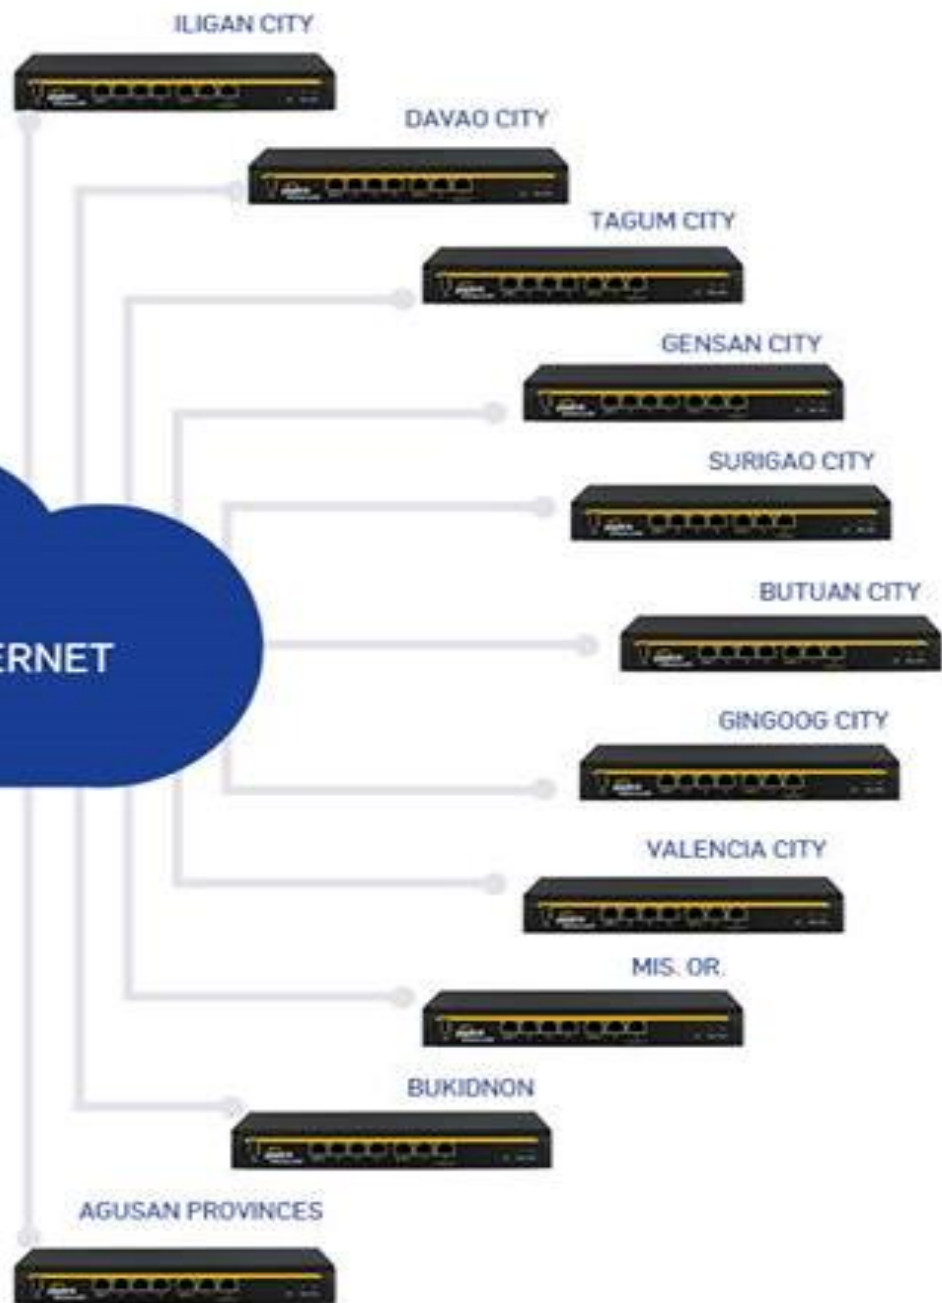 ILIGAN CITY
DAVAO CITY
TAGUM CITY
GENSAN CITY
SURIGAO CITY
BUTUAN CITY
ERNET
GINGOOG CITY
VALENCIA CITY
MIS. OR.
BUKIDNON
AGUSAN PROVINCES